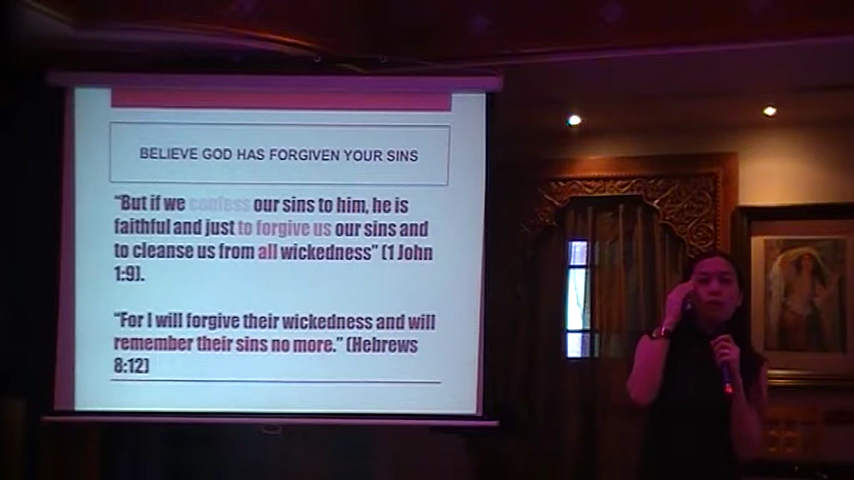 BELIEVE GOD HAS FORGIVEN YOUR SINS
“But if we confess our sins to him, he is
faithful and just to forgive us our sins and
to cleanse us from all wickedness” (1 John
1:9).
“For I will forgive their wickedness and will
remember their sins no more.” (Hebrews
8:12)